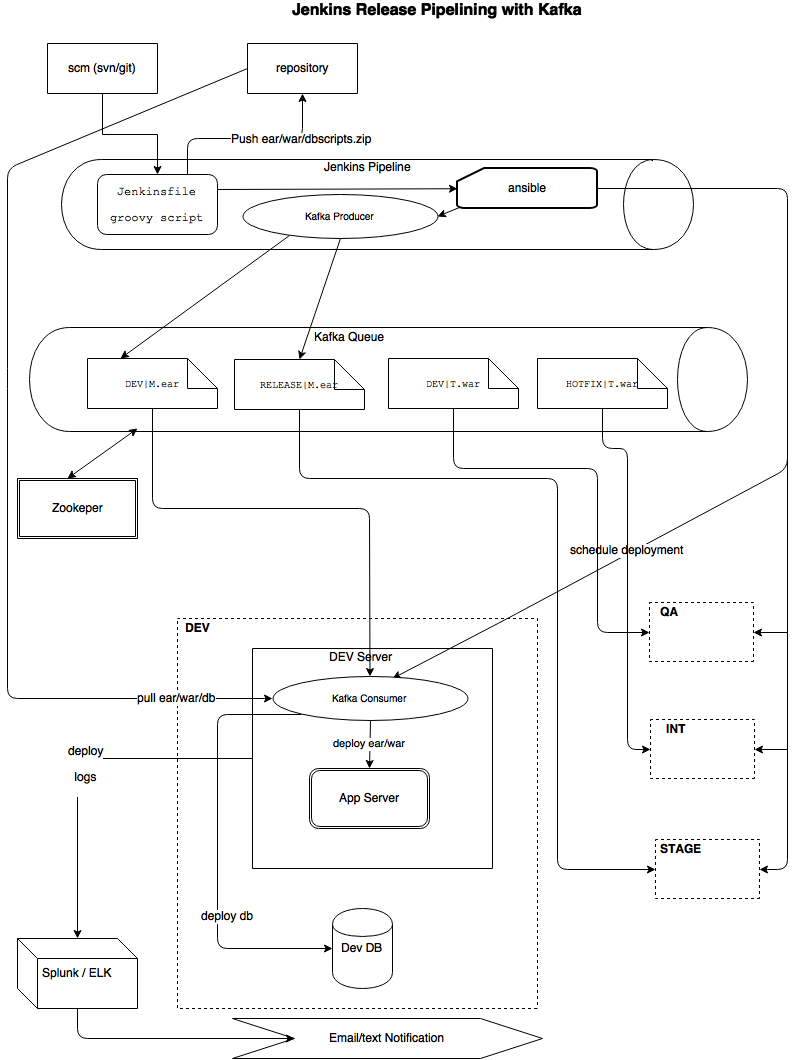 Jenkins Release Pipelining with Kafka
scm (svn/git)
repository
Push ear/war/dbscripts.zip
Jenkins Pipeline
Jenkinsfile
groovy script
ansible
Kafka Producer
Kafka Queue
DEV|M.ear
RELEASE|M.ear
DEV|T.war
HOTFIX|T.war
Zookeper
schedule deployment
QA
DEV
DEV Server
pull ear/war/db
Kafka Consumer
INT
deploy ear/war
deploy
logs
App Server
STAGE
deploy db
Dev DB
Splunk / ELK
Email/text Notification